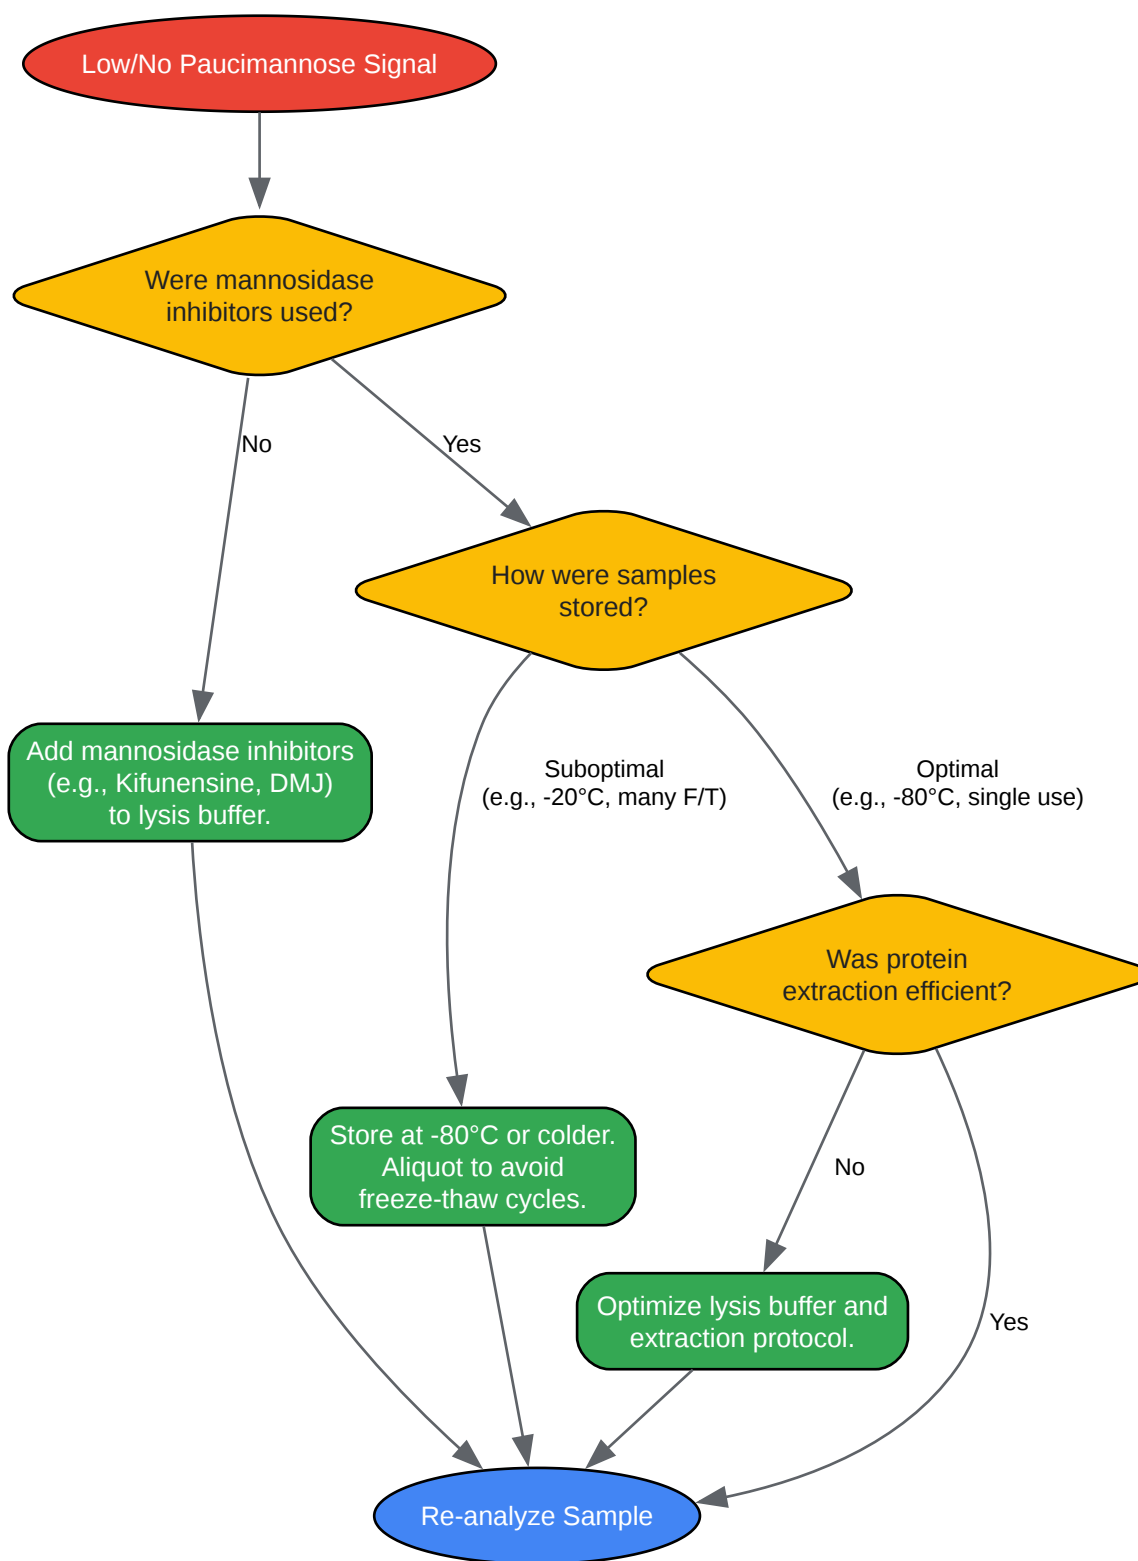 Low/No Paucimannose Signal
Were mannosidase
inhibitors used?
No
Yes
How were samples
stored?
Add mannosidase inhibitors
(e.g., Kifunensine, DMJ)
to lysis buffer.
Suboptimal
(e.g., -20°C, many F/T)
Optimal
(e.g., -80°C, single use)
Was protein
extraction efficient?
Store at -80°C or colder.
Aliquot to avoid
freeze-thaw cycles.
No
Optimize lysis buffer and
extraction protocol.
Yes
Re-analyze Sample